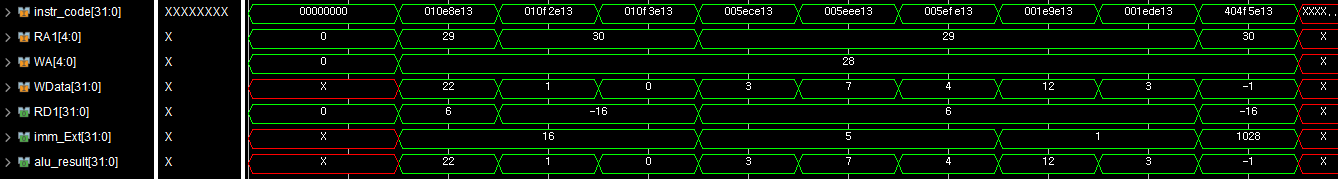 instr_code[31:0] XXXXXXXX 00000000 010e8e13 010f2e13 010f3e13 005ece13 005eee13 005efe13 001e9e13 001ede13 404f5e13 XXXX...
RA1[4:0] X 0 29 30 29 30 X
WA[4:0] X 0 28 X
WData[31:0] X X 22 1 0 3 7 4 12 3 -1 X
RD1[31:0] X 0 6 -16 6 -16 X
imm_Ext[31:0] X X 16 5 1 1028 X
alu_result[31:0] X X 22 1 0 3 7 4 12 3 -1 X